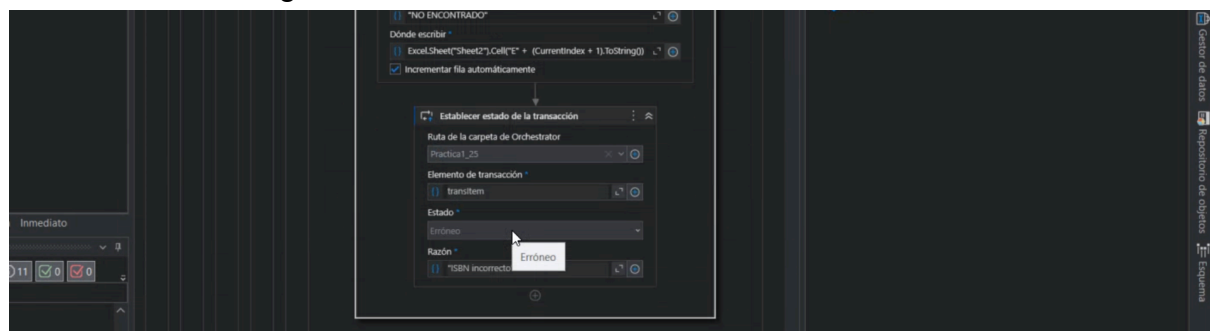 "NO ENCONTRADO"
Dónde escribir *
Excel.Sheet("Sheet2").Cell("E" + (CurrentIndex + 1).ToString())
Incrementar fila automáticamente
Establecer estado de la transacción
Ruta de la carpeta de Orchestrator
Practica1_25
Elemento de transacción *
transItem
Estado *
Erróneo
Erróneo
Razón *
"ISBN incorrecto
Inmediato
11 0 0
Gestor de datos
Repositorio de objetos
Esquema